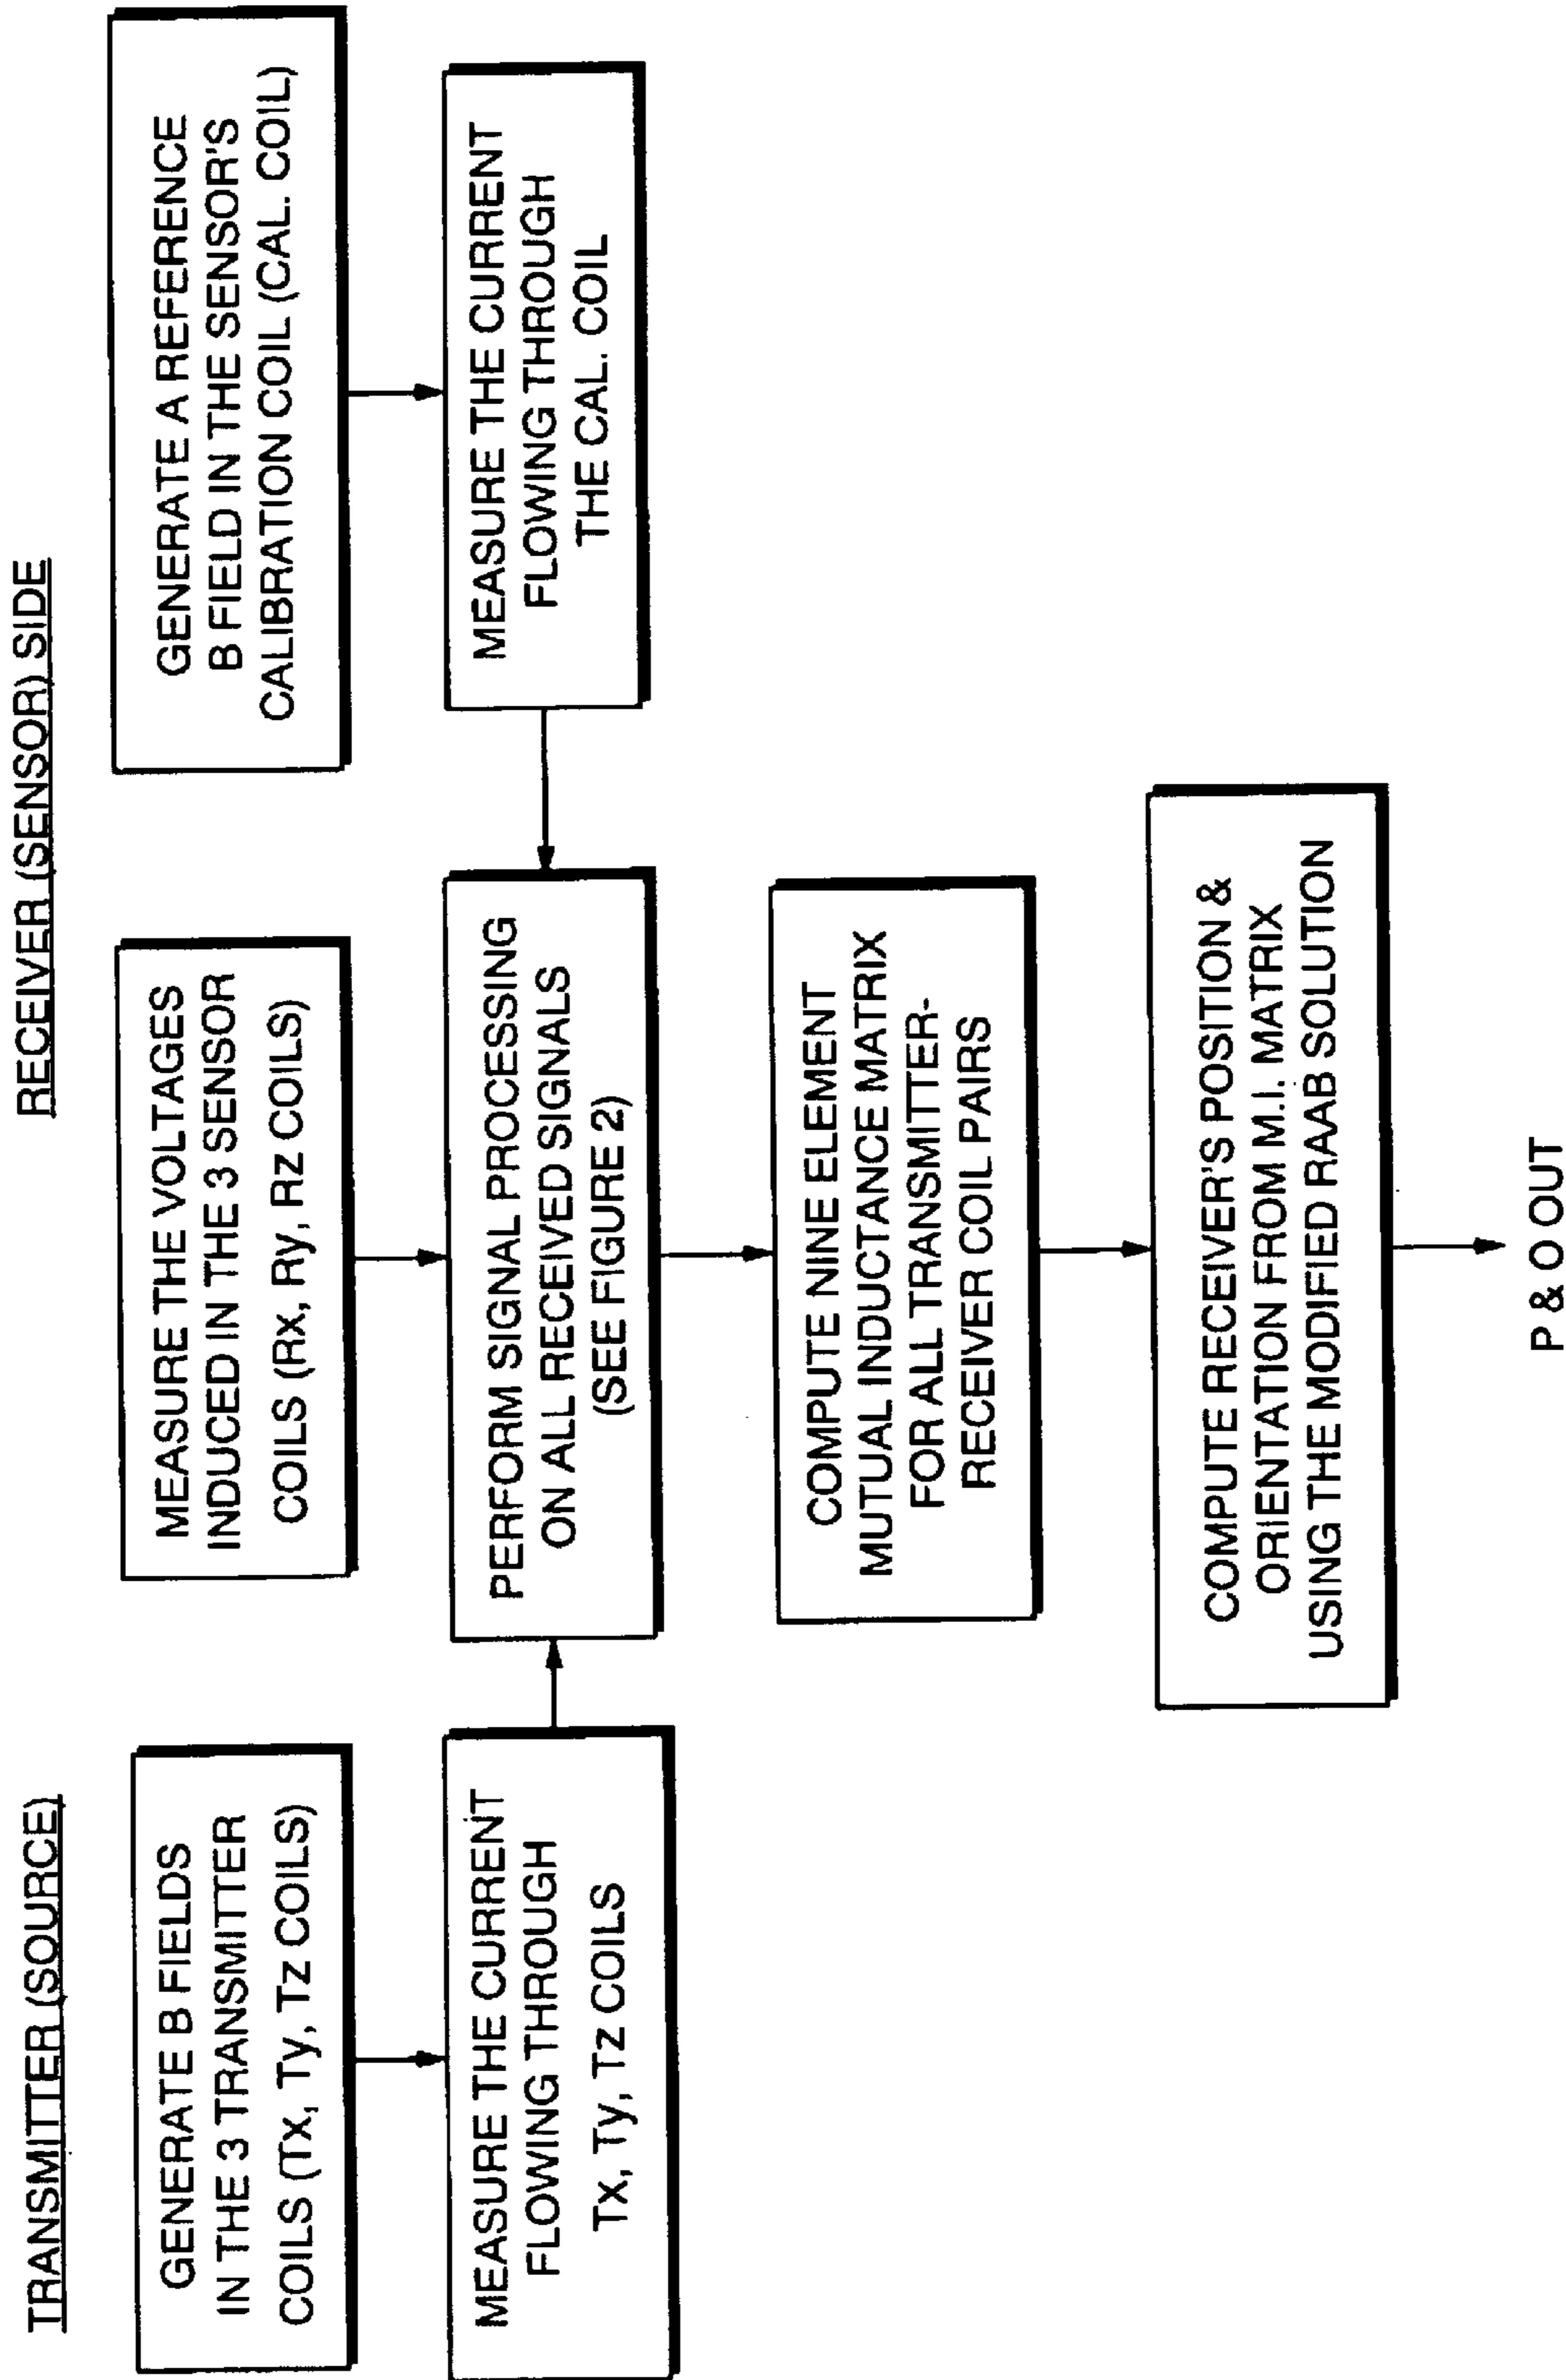 TRANSMITTER (SOURCE)
RECEIVER (SENSOR) SIDE
GENERATE B FIELDS
IN THE 3 TRANSMITTER
COILS (Tx, Ty, Tz COILS)
MEASURE THE VOLTAGES
INDUCED IN THE 3 SENSOR
COILS (Rx, Ry, Rz COILS)
GENERATE A REFERENCE
B FIELD IN THE SENSOR'S
CALIBRATION COIL (CAL. COIL)
MEASURE THE CURRENT
FLOWING THROUGH
Tx, Ty, Tz COILS
PERFORM SIGNAL PROCESSING
ON ALL RECEIVED SIGNALS
(SEE FIGURE 2)
MEASURE THE CURRENT
FLOWING THROUGH
THE CAL. COIL
COMPUTE NINE ELEMENT
MUTUAL INDUCTANCE MATRIX
FOR ALL TRANSMITTER-
RECEIVER COIL PAIRS
COMPUTE RECEIVER'S POSITION &
ORIENTATION FROM M.I. MATRIX
USING THE MODIFIED RAAB SOLUTION
P & O OUT